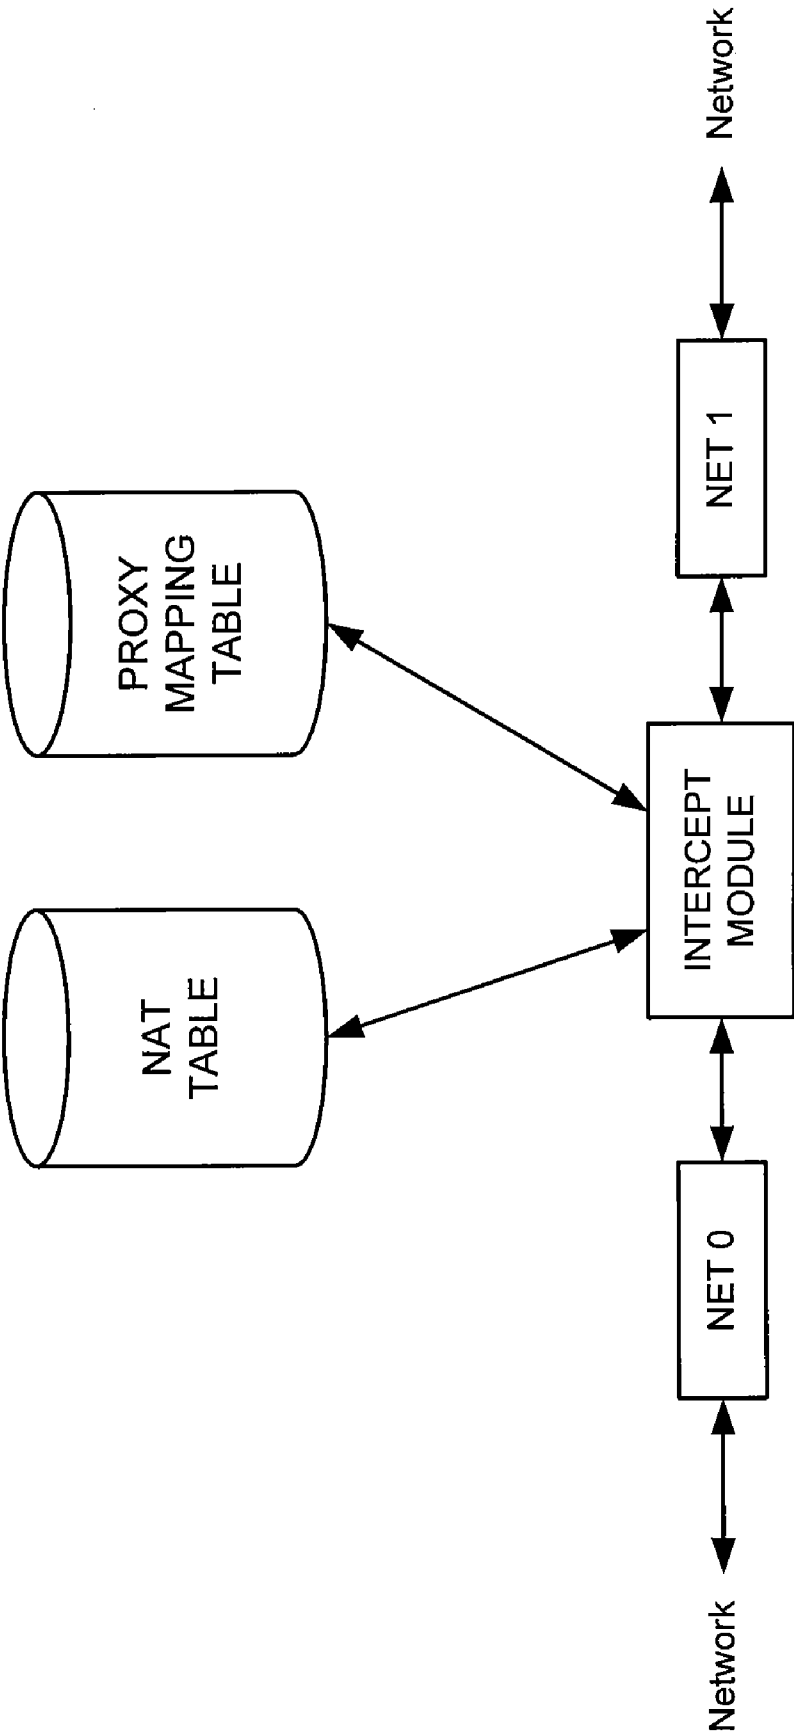 NAT
TABLE
PROXY
MAPPING
TABLE
Network
NET 0
INTERCEPT
MODULE
NET 1
Network